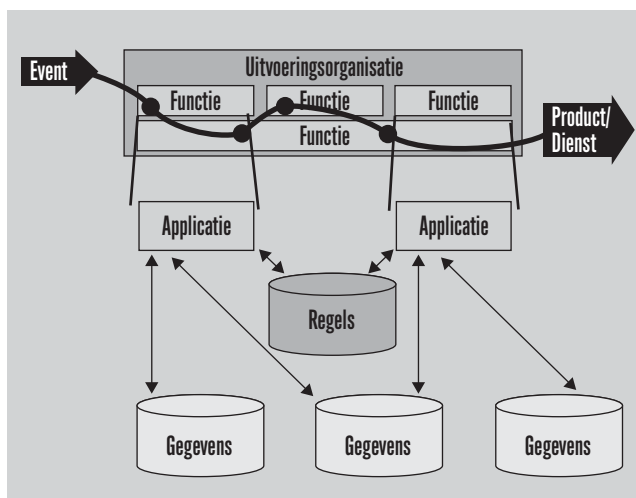 Event
Uitvoeringsorganisatie
Functie
Functie
Functie
Functie
Product/
Dienst
Applicatie
Applicatie
Regels
Gegevens
Gegevens
Gegevens